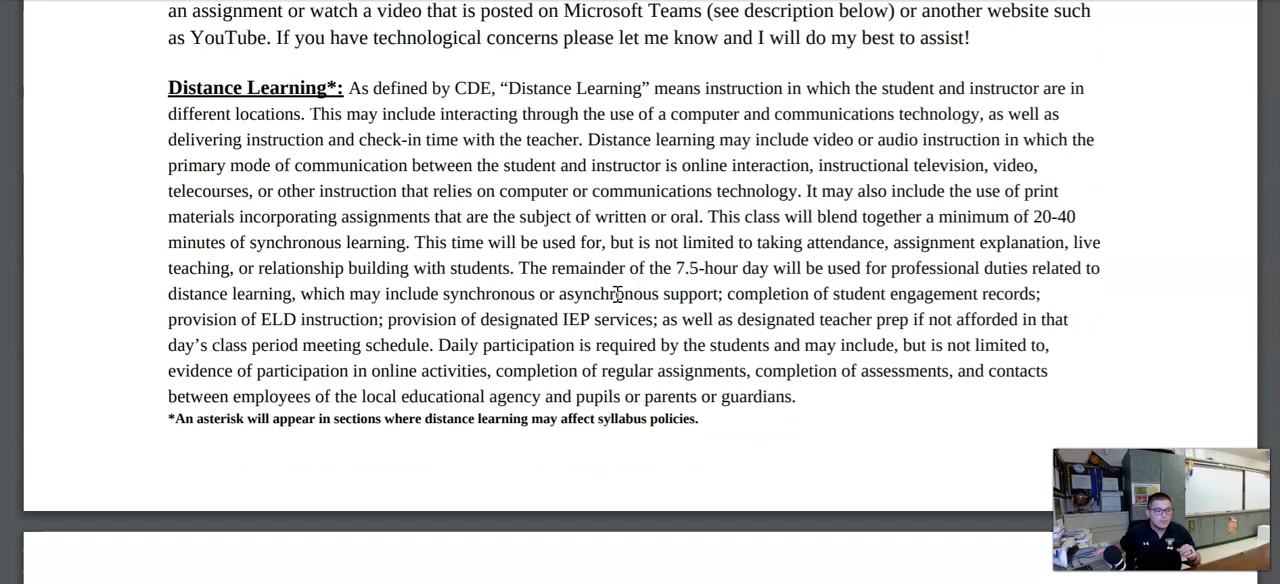 an assignment or watch a video that is posted on Microsoft Teams (see description below) or another website such
as YouTube. If you have technological concerns please let me know and I will do my best to assist!
Distance Learning*: As defined by CDE, “Distance Learning” means instruction in which the student and instructor are in
different locations. This may include interacting through the use of a computer and communications technology, as well as
delivering instruction and check-in time with the teacher. Distance learning may include video or audio instruction in which the
primary mode of communication between the student and instructor is online interaction, instructional television, video,
telecourses, or other instruction that relies on computer or communications technology. It may also include the use of print
materials incorporating assignments that are the subject of written or oral. This class will blend together a minimum of 20-40
minutes of synchronous learning. This time will be used for, but is not limited to taking attendance, assignment explanation, live
teaching, or relationship building with students. The remainder of the 7.5-hour day will be used for professional duties related to
distance learning, which may include synchronous or asynchronous support; completion of student engagement records;
provision of ELD instruction; provision of designated IEP services; as well as designated teacher prep if not afforded in that
day’s class period meeting schedule. Daily participation is required by the students and may include, but is not limited to,
evidence of participation in online activities, completion of regular assignments, completion of assessments, and contacts
between employees of the local educational agency and pupils or parents or guardians.
*An asterisk will appear in sections where distance learning may affect syllabus policies.